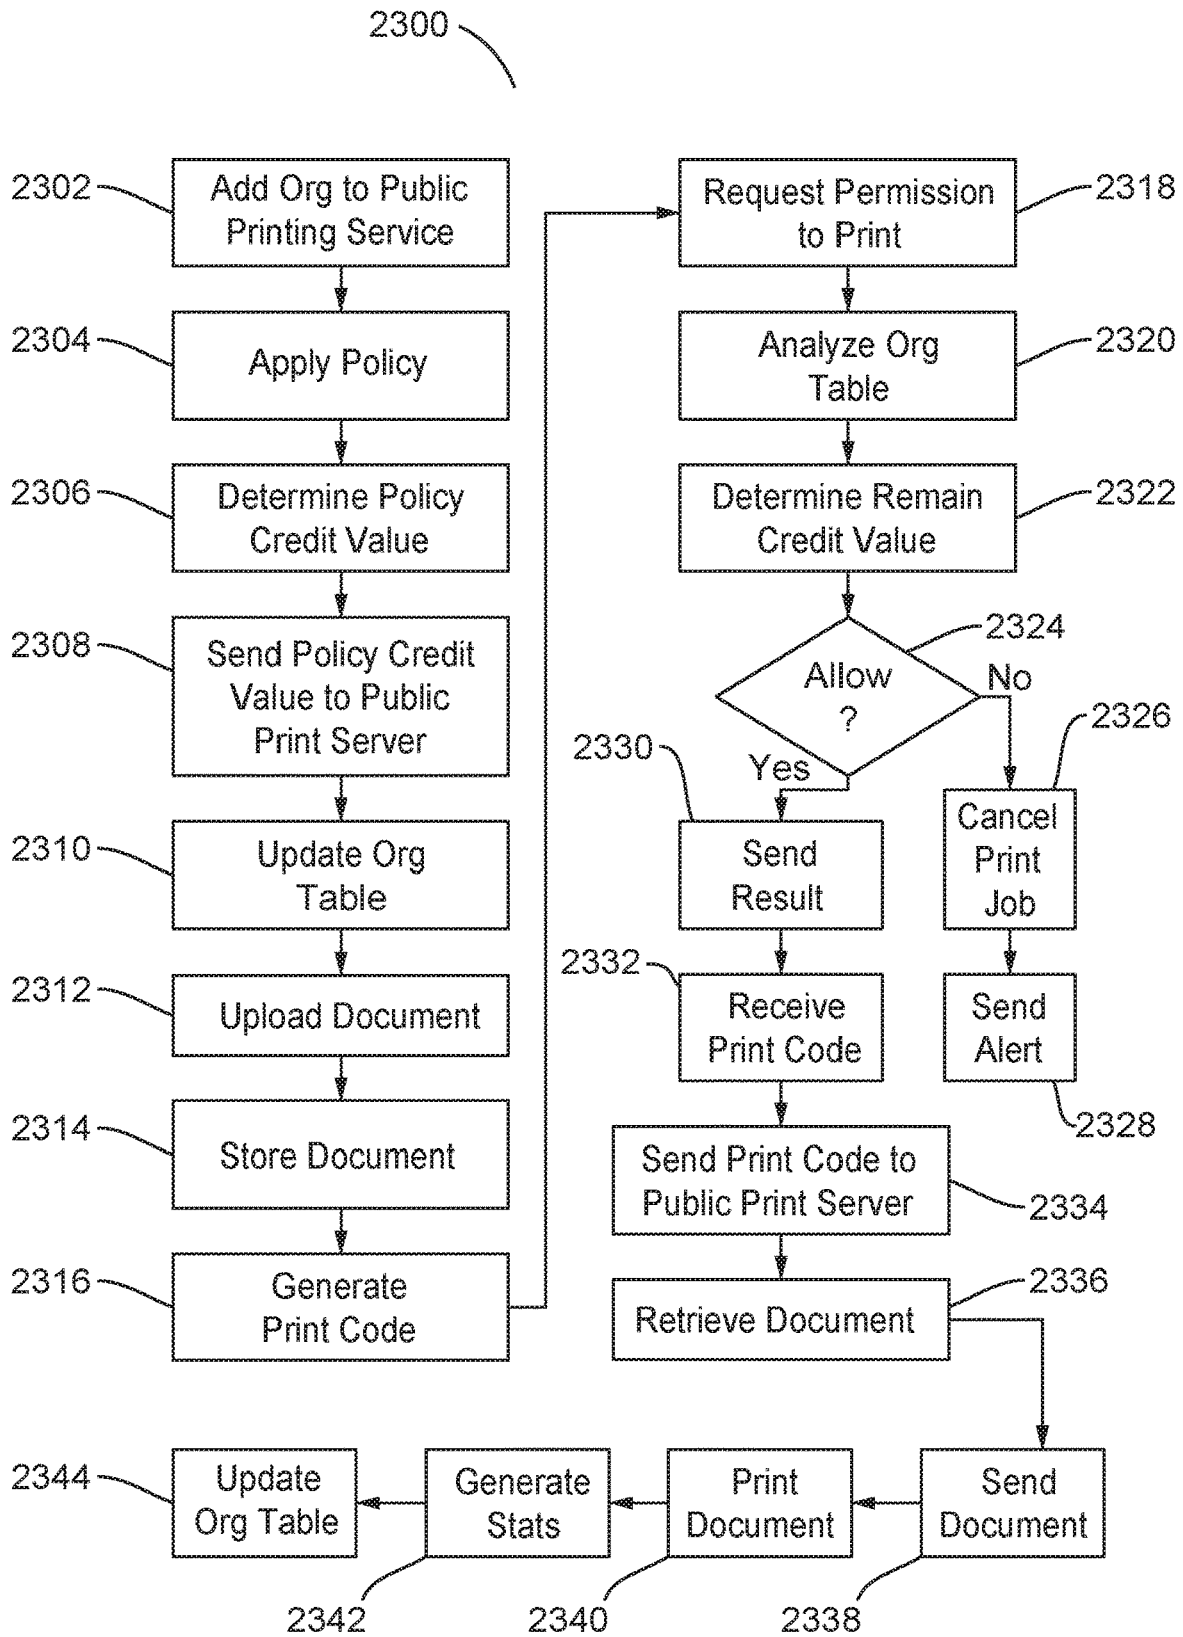 2300
2302
Add Org to Public
Printing Service
2304
Apply Policy
2306
Determine Policy
Credit Value
2308
Send Policy Credit
Value to Public
Print Server
2310
Update Org
Table
2312
Upload Document
2314
Store Document
2316
Generate
Print Code
Request Permission
to Print
2318
Analyze Org
Table
2320
Determine Remain
Credit Value
2322
Allow
?
2324
No
Yes
2326
Cancel
Print
Job
Send
Alert
2328
2330
Send
Result
2332
Receive
Print Code
Send Print Code to
Public Print Server
2334
Retrieve Document
2336
Send
Document
2338
Print
Document
2340
Generate
Stats
2342
Update
Org Table
2344